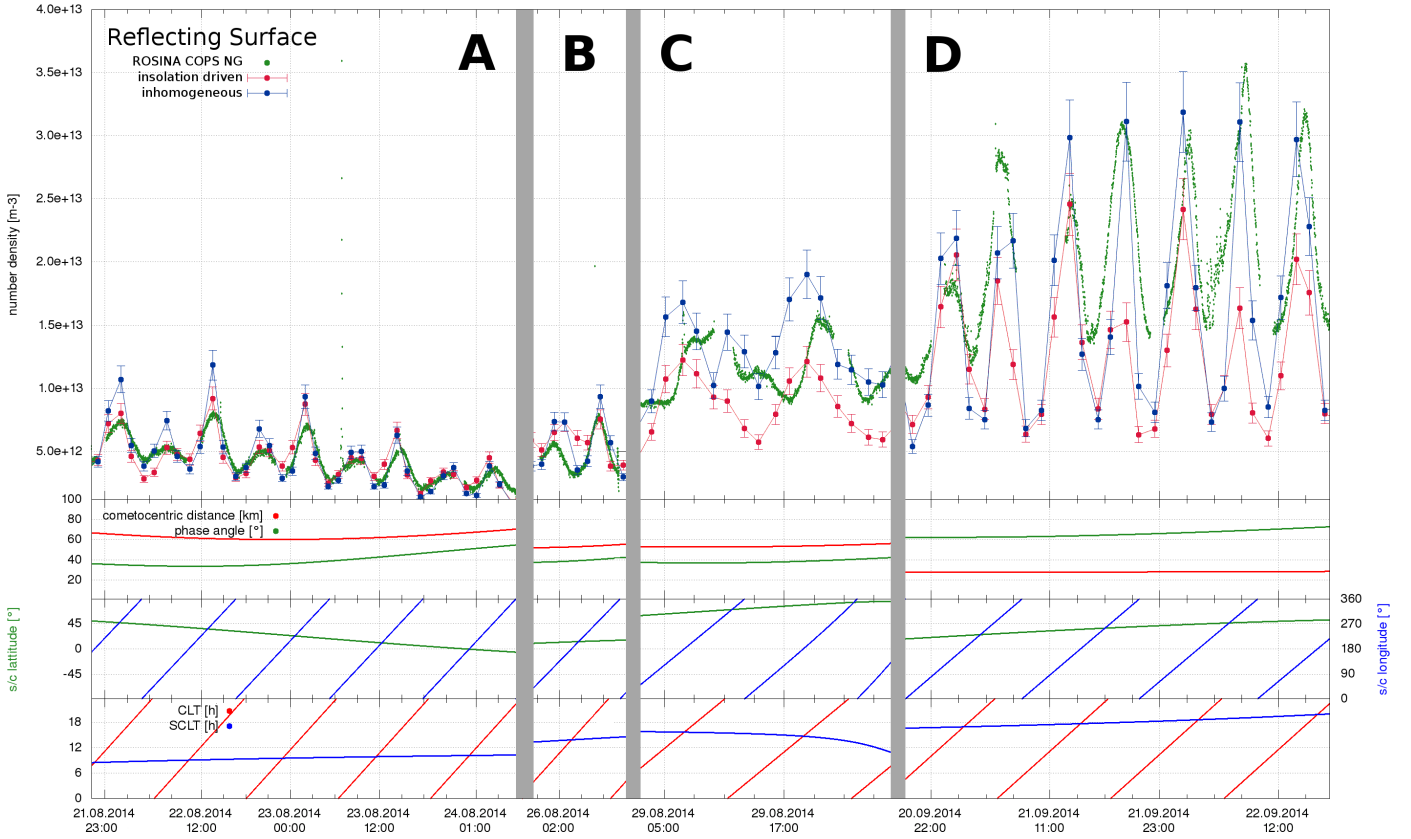 Reflecting Surface
ROSINA COPS NG
insolation driven
inhomogeneous
A
B
C
D
number density [m-3]
4.0e+13
3.5e+13
3.0e+13
2.5e+13
2.0e+13
1.5e+13
1.0e+13
5.0e+12
100
80
60
40
20
cometocentric distance [km]
phase angle [°]
s/c lattitude [°]
45
0
-45
360
270
180
90
0
s/c longitude [°]
CLT [h]
SCLT [h]
18
12
6
0
21.08.2014 22.08.2014 23.08.2014 23.08.2014 24.08.2014 26.08.2014 29.08.2014 29.08.2014 20.09.2014 21.09.2014 21.09.2014 22.09.2014
23:00 12:00 00:00 12:00 01:00 02:00 05:00 17:00 22:00 11:00 23:00 12:00